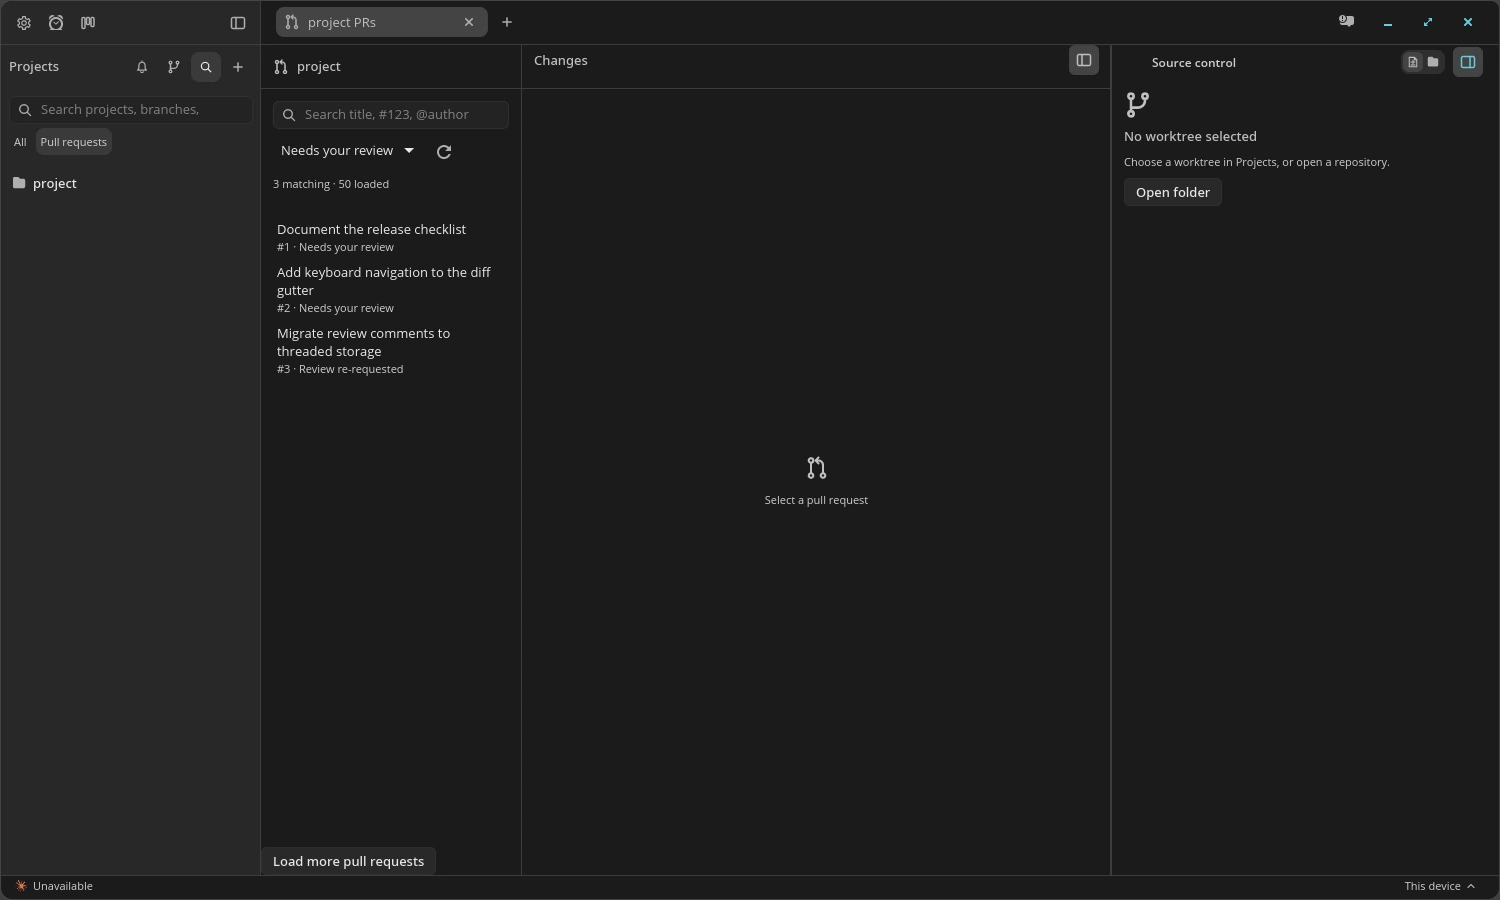 project PRs
Projects
Search projects, branches,
All
Pull requests
project
project
Search title, #123, @author
Needs your review
3 matching · 50 loaded
Document the release checklist
#1 · Needs your review
Add keyboard navigation to the diff
gutter
#2 · Needs your review
Migrate review comments to
threaded storage
#3 · Review re-requested
Load more pull requests
Changes
Select a pull request
Source control
No worktree selected
Choose a worktree in Projects, or open a repository.
Open folder
Unavailable
This device